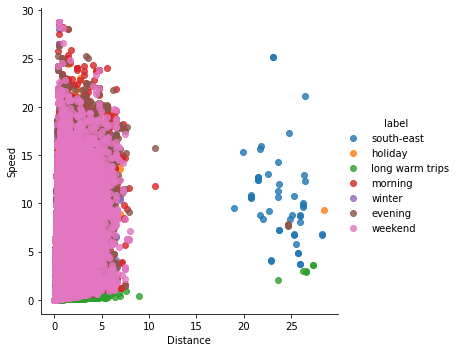 30
25
20
15
10
5
0
Speed
0 5 10 15 20 25
Distance
label
south-east
holiday
long warm trips
morning
winter
evening
weekend